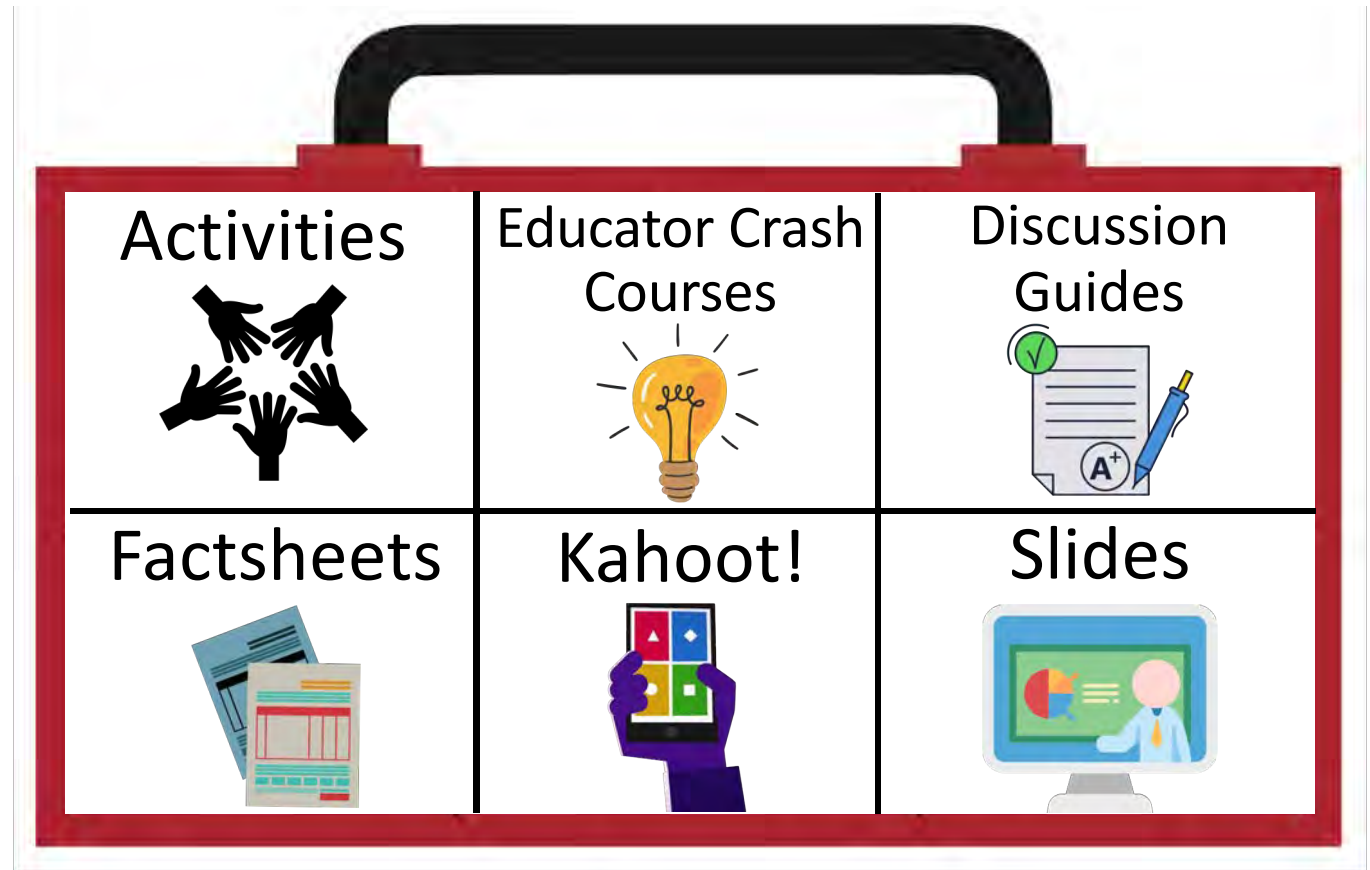 Activities
Educator Crash
Courses
Discussion
Guides
A+
Factsheets
Kahoot!
Slides